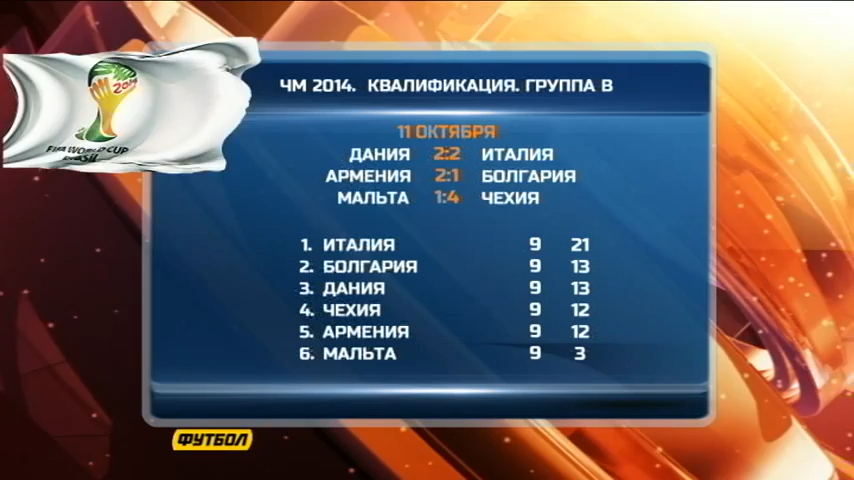 ЧМ 2014. КВАЛИФИКАЦИЯ. ГРУППА B
2014
FIFA WORLD CUP
BRASIL
11 ОКТЯБРЯ
ДАНИЯ 2:2 ИТАЛИЯ
АРМЕНИЯ 2:1 БОЛГАРИЯ
МАЛЬТА 1:4 ЧЕХИЯ
1. ИТАЛИЯ 9 21
2. БОЛГАРИЯ 9 13
3. ДАНИЯ 9 13
4. ЧЕХИЯ 9 12
5. АРМЕНИЯ 9 12
6. МАЛЬТА 9 3
ФУТБОЛ